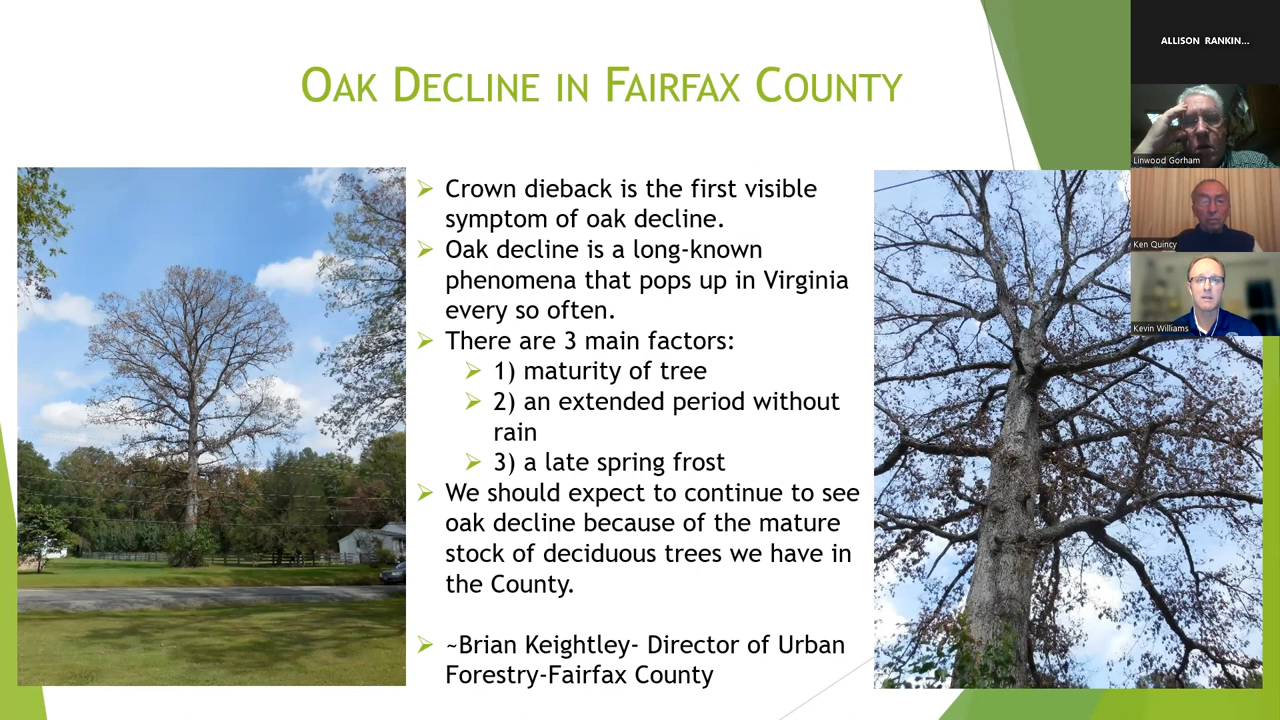 OAK DECLINE IN FAIRFAX COUNTY
Crown dieback is the first visible
symptom of oak decline.
Oak decline is a long-known
phenomena that pops up in Virginia
every so often.
There are 3 main factors:
1) maturity of tree
2) an extended period without
rain
3) a late spring frost
We should expect to continue to see
oak decline because of the mature
stock of deciduous trees we have in
the County.
~Brian Keightley- Director of Urban
Forestry-Fairfax County
ALLISON RANKIN...
Linwood Gorham
Ken Quincy
Kevin Williams